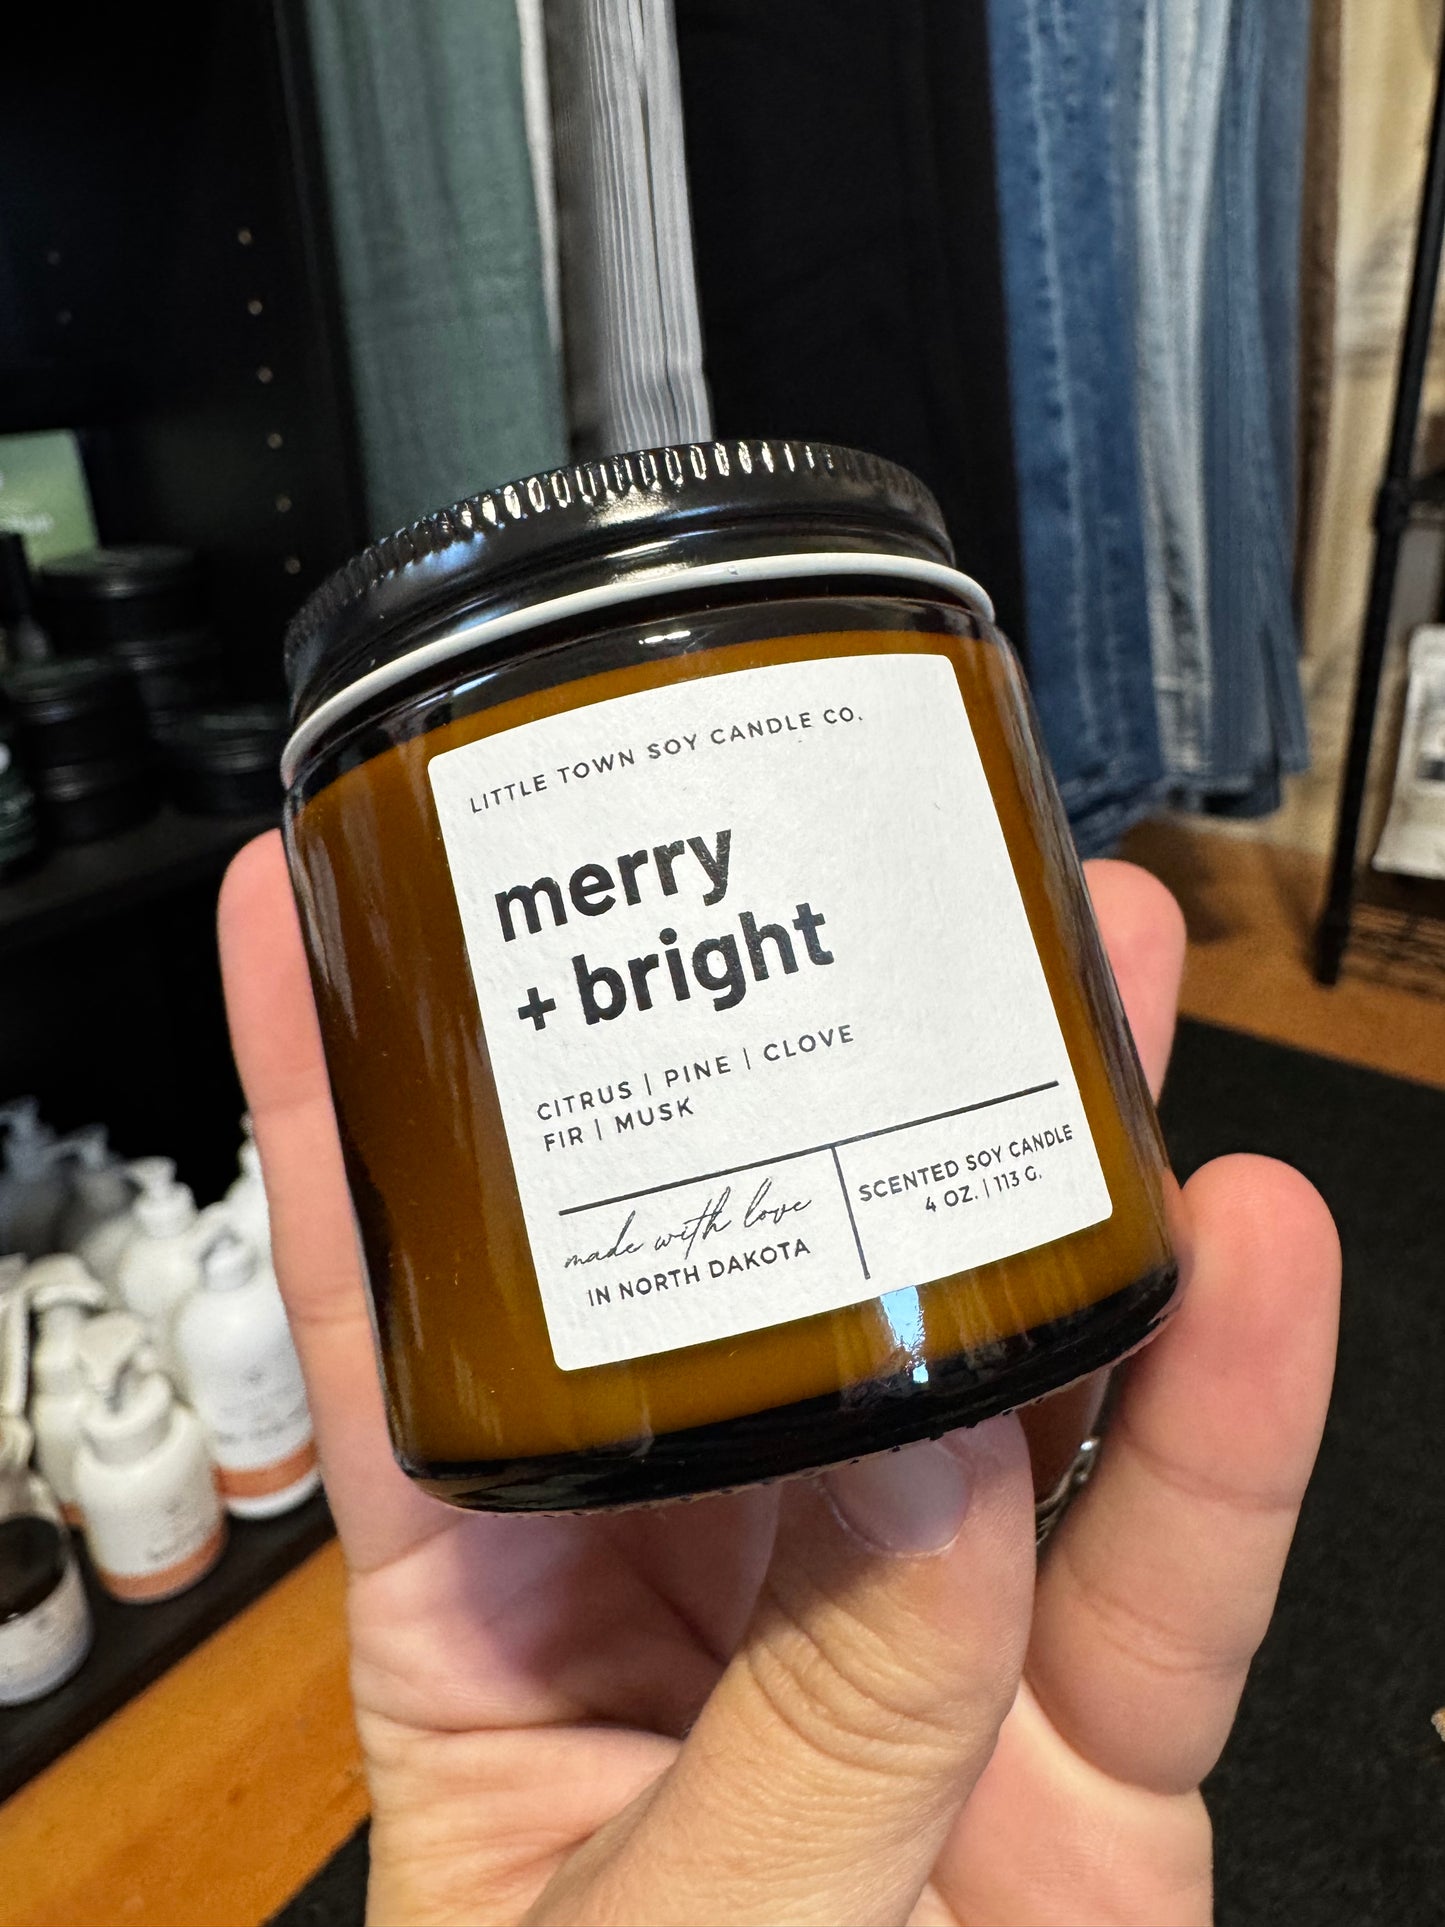 LITTLE TOWN SOY CANDLE CO.
merry
+ bright
CITRUS | PINE | CLOVE
FIR | MUSK
made with love
IN NORTH DAKOTA
SCENTED SOY CANDLE
4 OZ. | 113 G.